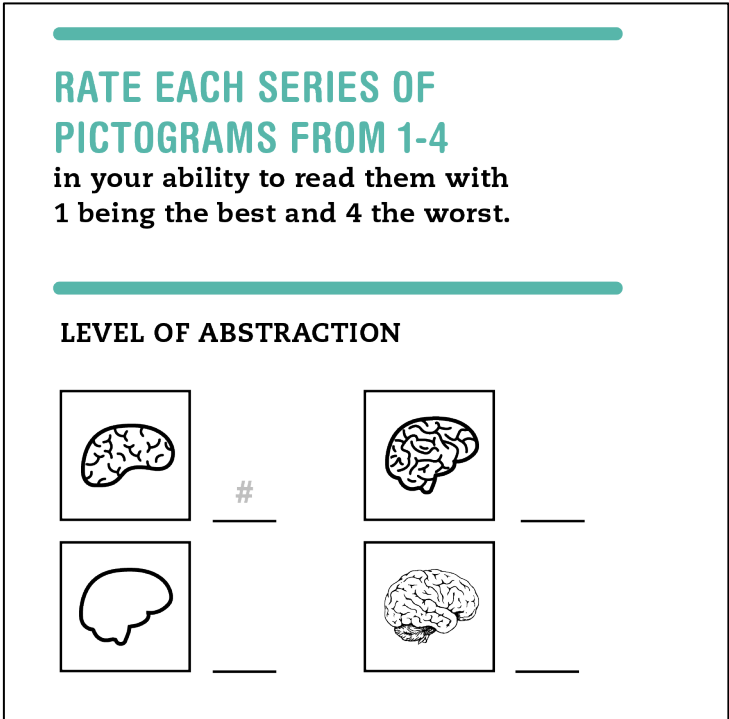 RATE EACH SERIES OF
PICTOGRAMS FROM 1-4
in your ability to read them with
1 being the best and 4 the worst.
LEVEL OF ABSTRACTION
#